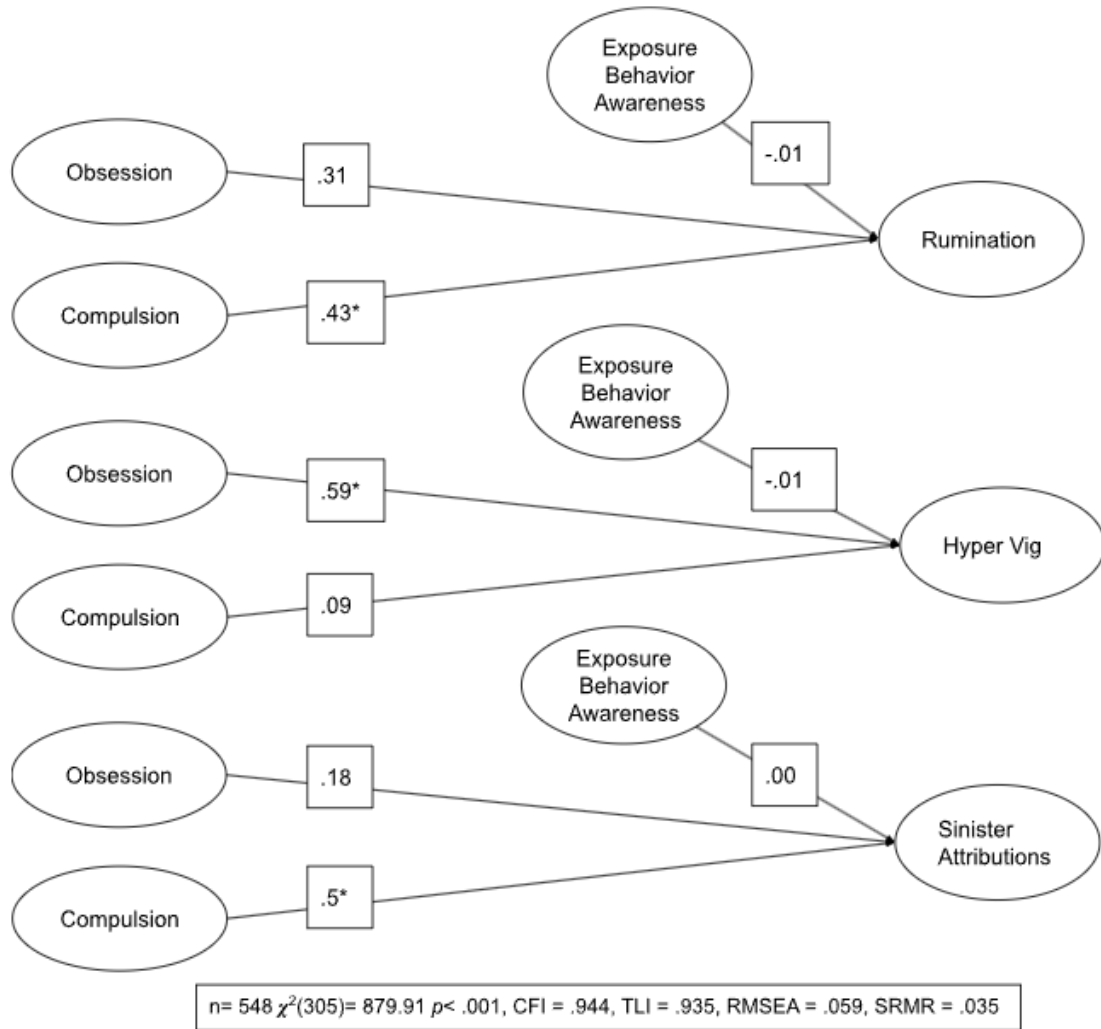 Exposure
Behavior
Awareness
-.01
Obsession
.31
Rumination
Compulsion
.43*
Exposure
Behavior
Awareness
-.01
Obsession
.59*
Hyper Vig
Compulsion
.09
Exposure
Behavior
Awareness
.00
Obsession
.18
Sinister
Attributions
Compulsion
.5*
n= 548 χ²(305)= 879.91 p< .001, CFI = .944, TLI = .935, RMSEA = .059, SRMR = .035